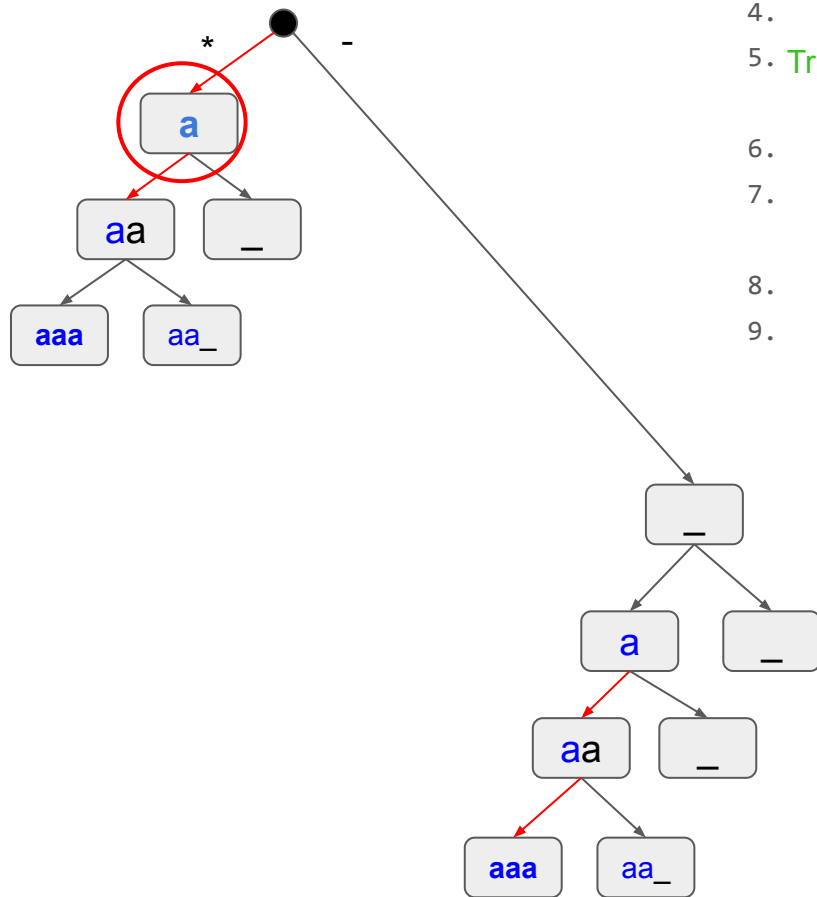 4.
* -
5. Tr
a
6.
7.
aa _
8.
aaa aa_
9.
_
a _
aa _
aaa aa_